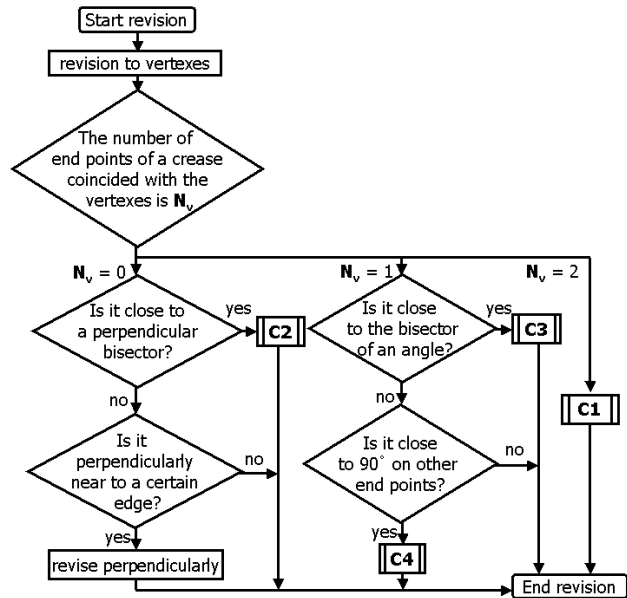 Start revision
revision to vertexes
The number of
end points of a crease
coincided with the
vertexes is Nv
Nv = 0
Nv = 1
Nv = 2
Is it close to
a perpendicular
bisector?
yes
C2
Is it close
to the bisector
of an angle?
yes
C3
no
no
C1
Is it
perpendicularly
near to a certain
edge?
no
Is it close
to 90° on other
end points?
no
yes
yes
revise perpendicularly
C4
End revision